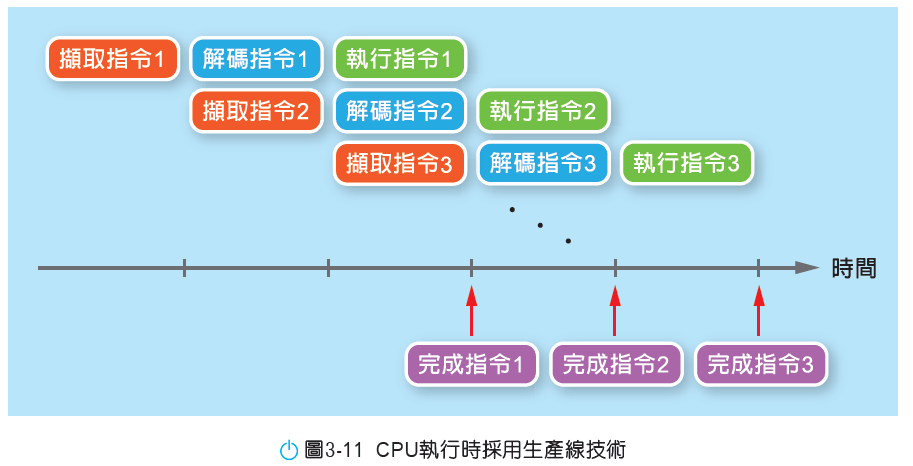 擷取指令1 解碼指令1 執行指令1
擷取指令2 解碼指令2 執行指令2
擷取指令3 解碼指令3 執行指令3
時間
完成指令1 完成指令2 完成指令3
圖3-11 CPU執行時採用生產線技術